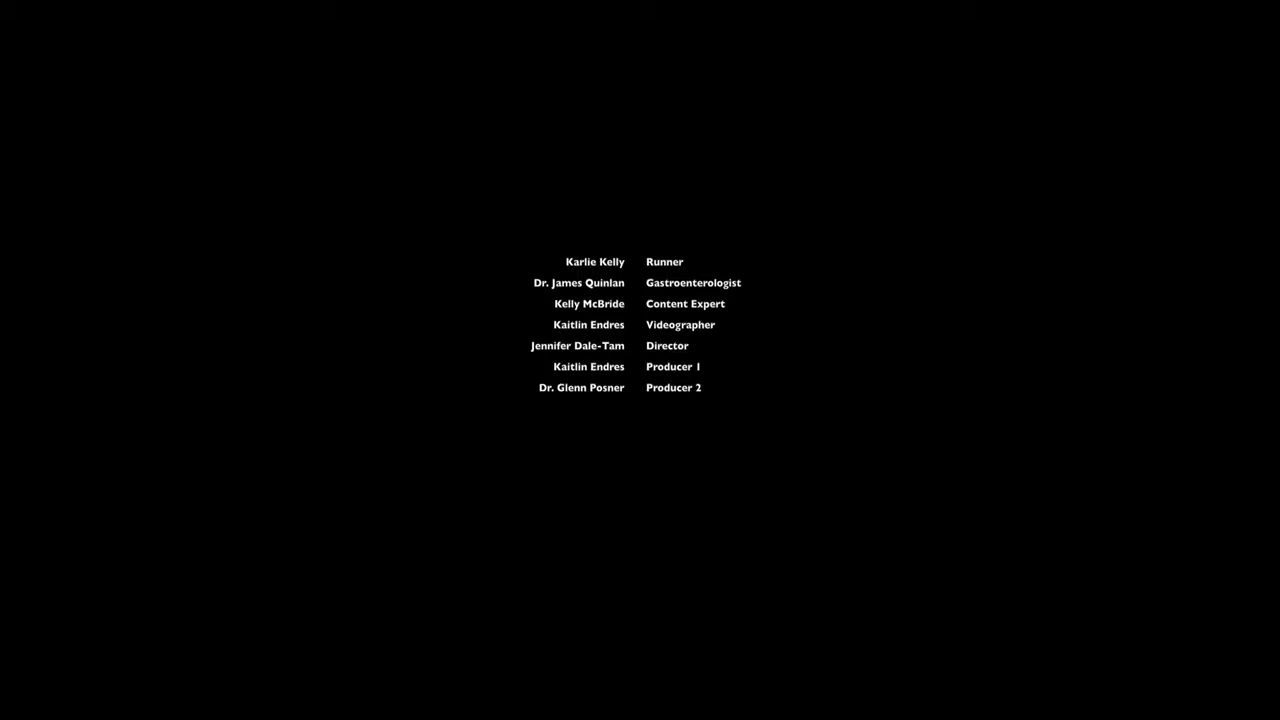 Karlie Kelly Runner
Dr. James Quinlan Gastroenterologist
Kelly McBride Content Expert
Kaitlin Endres Videographer
Jennifer Dale-Tam Director
Kaitlin Endres Producer 1
Dr. Glenn Posner Producer 2